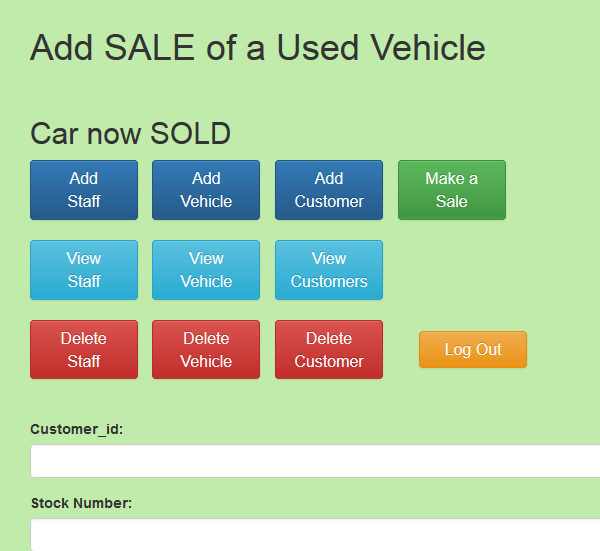 Add SALE of a Used Vehicle
Car now SOLD
Add
Staff
Add
Vehicle
Add
Customer
Make a
Sale
View
Staff
View
Vehicle
View
Customers
Delete
Staff
Delete
Vehicle
Delete
Customer
Log Out
Customer_id:
Stock Number: